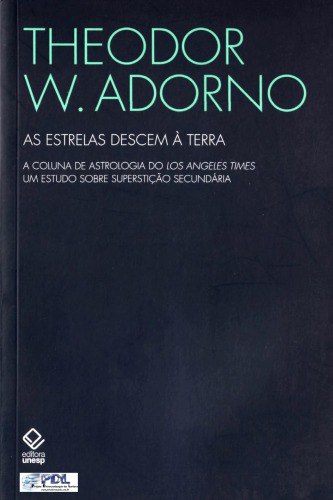 THEODOR
W. ADORNO
AS ESTRELAS DESCEM À TERRA
A COLUNA DE ASTROLOGIA DO LOS ANGELES TIMES
UM ESTUDO SOBRE SUPERSTIÇÃO SECUNDÁRIA
editora
unesp
PDL